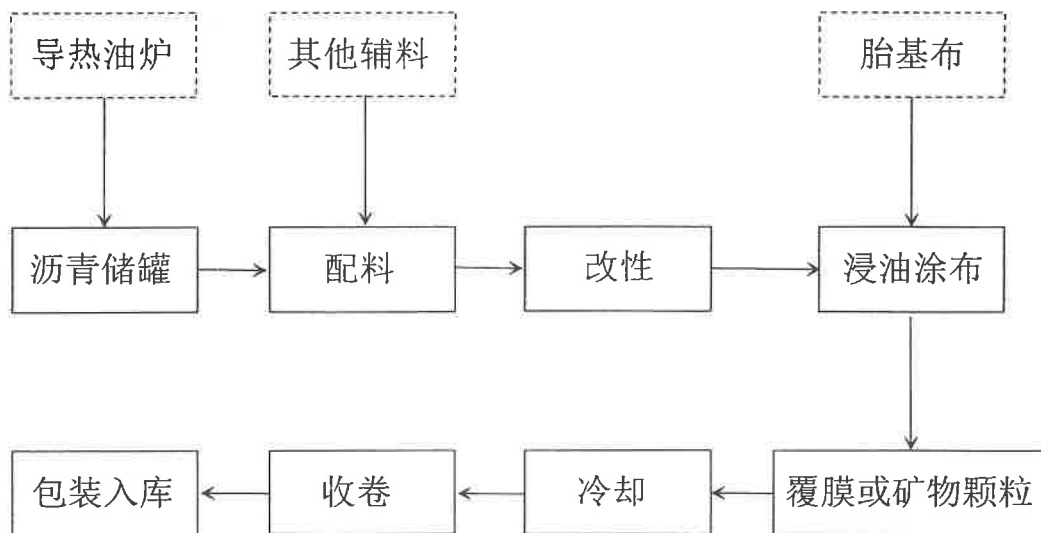 导热油炉
其他辅料
胎基布
沥青储罐
配料
改性
浸油涂布
包装入库
收卷
冷却
覆膜或矿物颗粒